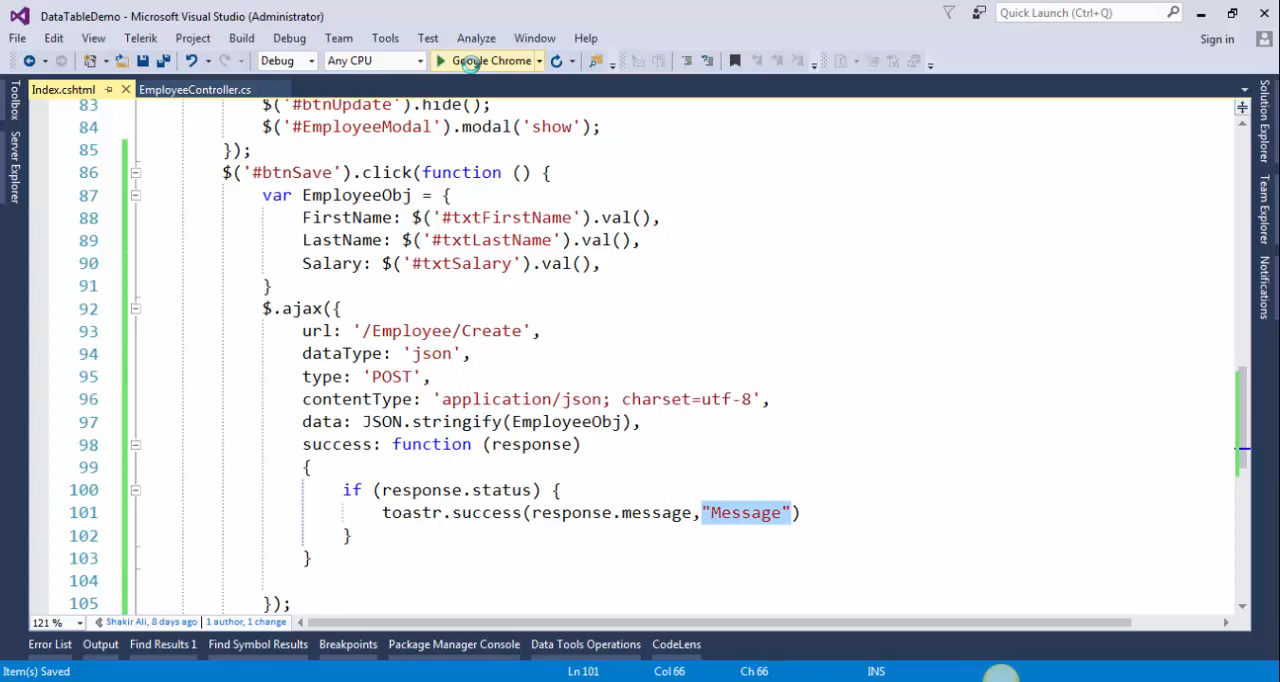 DataTableDemo - Microsoft Visual Studio (Administrator)
Quick Launch (Ctrl+Q)
File Edit View Telerik Project Build Debug Team Tools Test Analyze Window Help
Sign in
Debug Any CPU Google Chrome
Index.cshtml EmployeeController.cs
Toolbox
Server Explorer
Solution Explorer
Team Explorer
Notifications
83 $('#btnUpdate').hide();
84 $('#EmployeeModal').modal('show');
85 });
86 $('#btnSave').click(function () {
87 var EmployeeObj = {
88 FirstName: $('#txtFirstName').val(),
89 LastName: $('#txtLastName').val(),
90 Salary: $('#txtSalary').val(),
91 }
92 $.ajax({
93 url: '/Employee/Create',
94 dataType: 'json',
95 type: 'POST',
96 contentType: 'application/json; charset=utf-8',
97 data: JSON.stringify(EmployeeObj),
98 success: function (response)
99 {
100 if (response.status) {
101 toastr.success(response.message,"Message")
102 }
103 }
104
105 });
121 % Shakir Ali, 8 days ago | 1 author, 1 change
Error List Output Find Results 1 Find Symbol Results Breakpoints Package Manager Console Data Tools Operations CodeLens
Item(s) Saved Ln 101 Col 66 Ch 66 INS